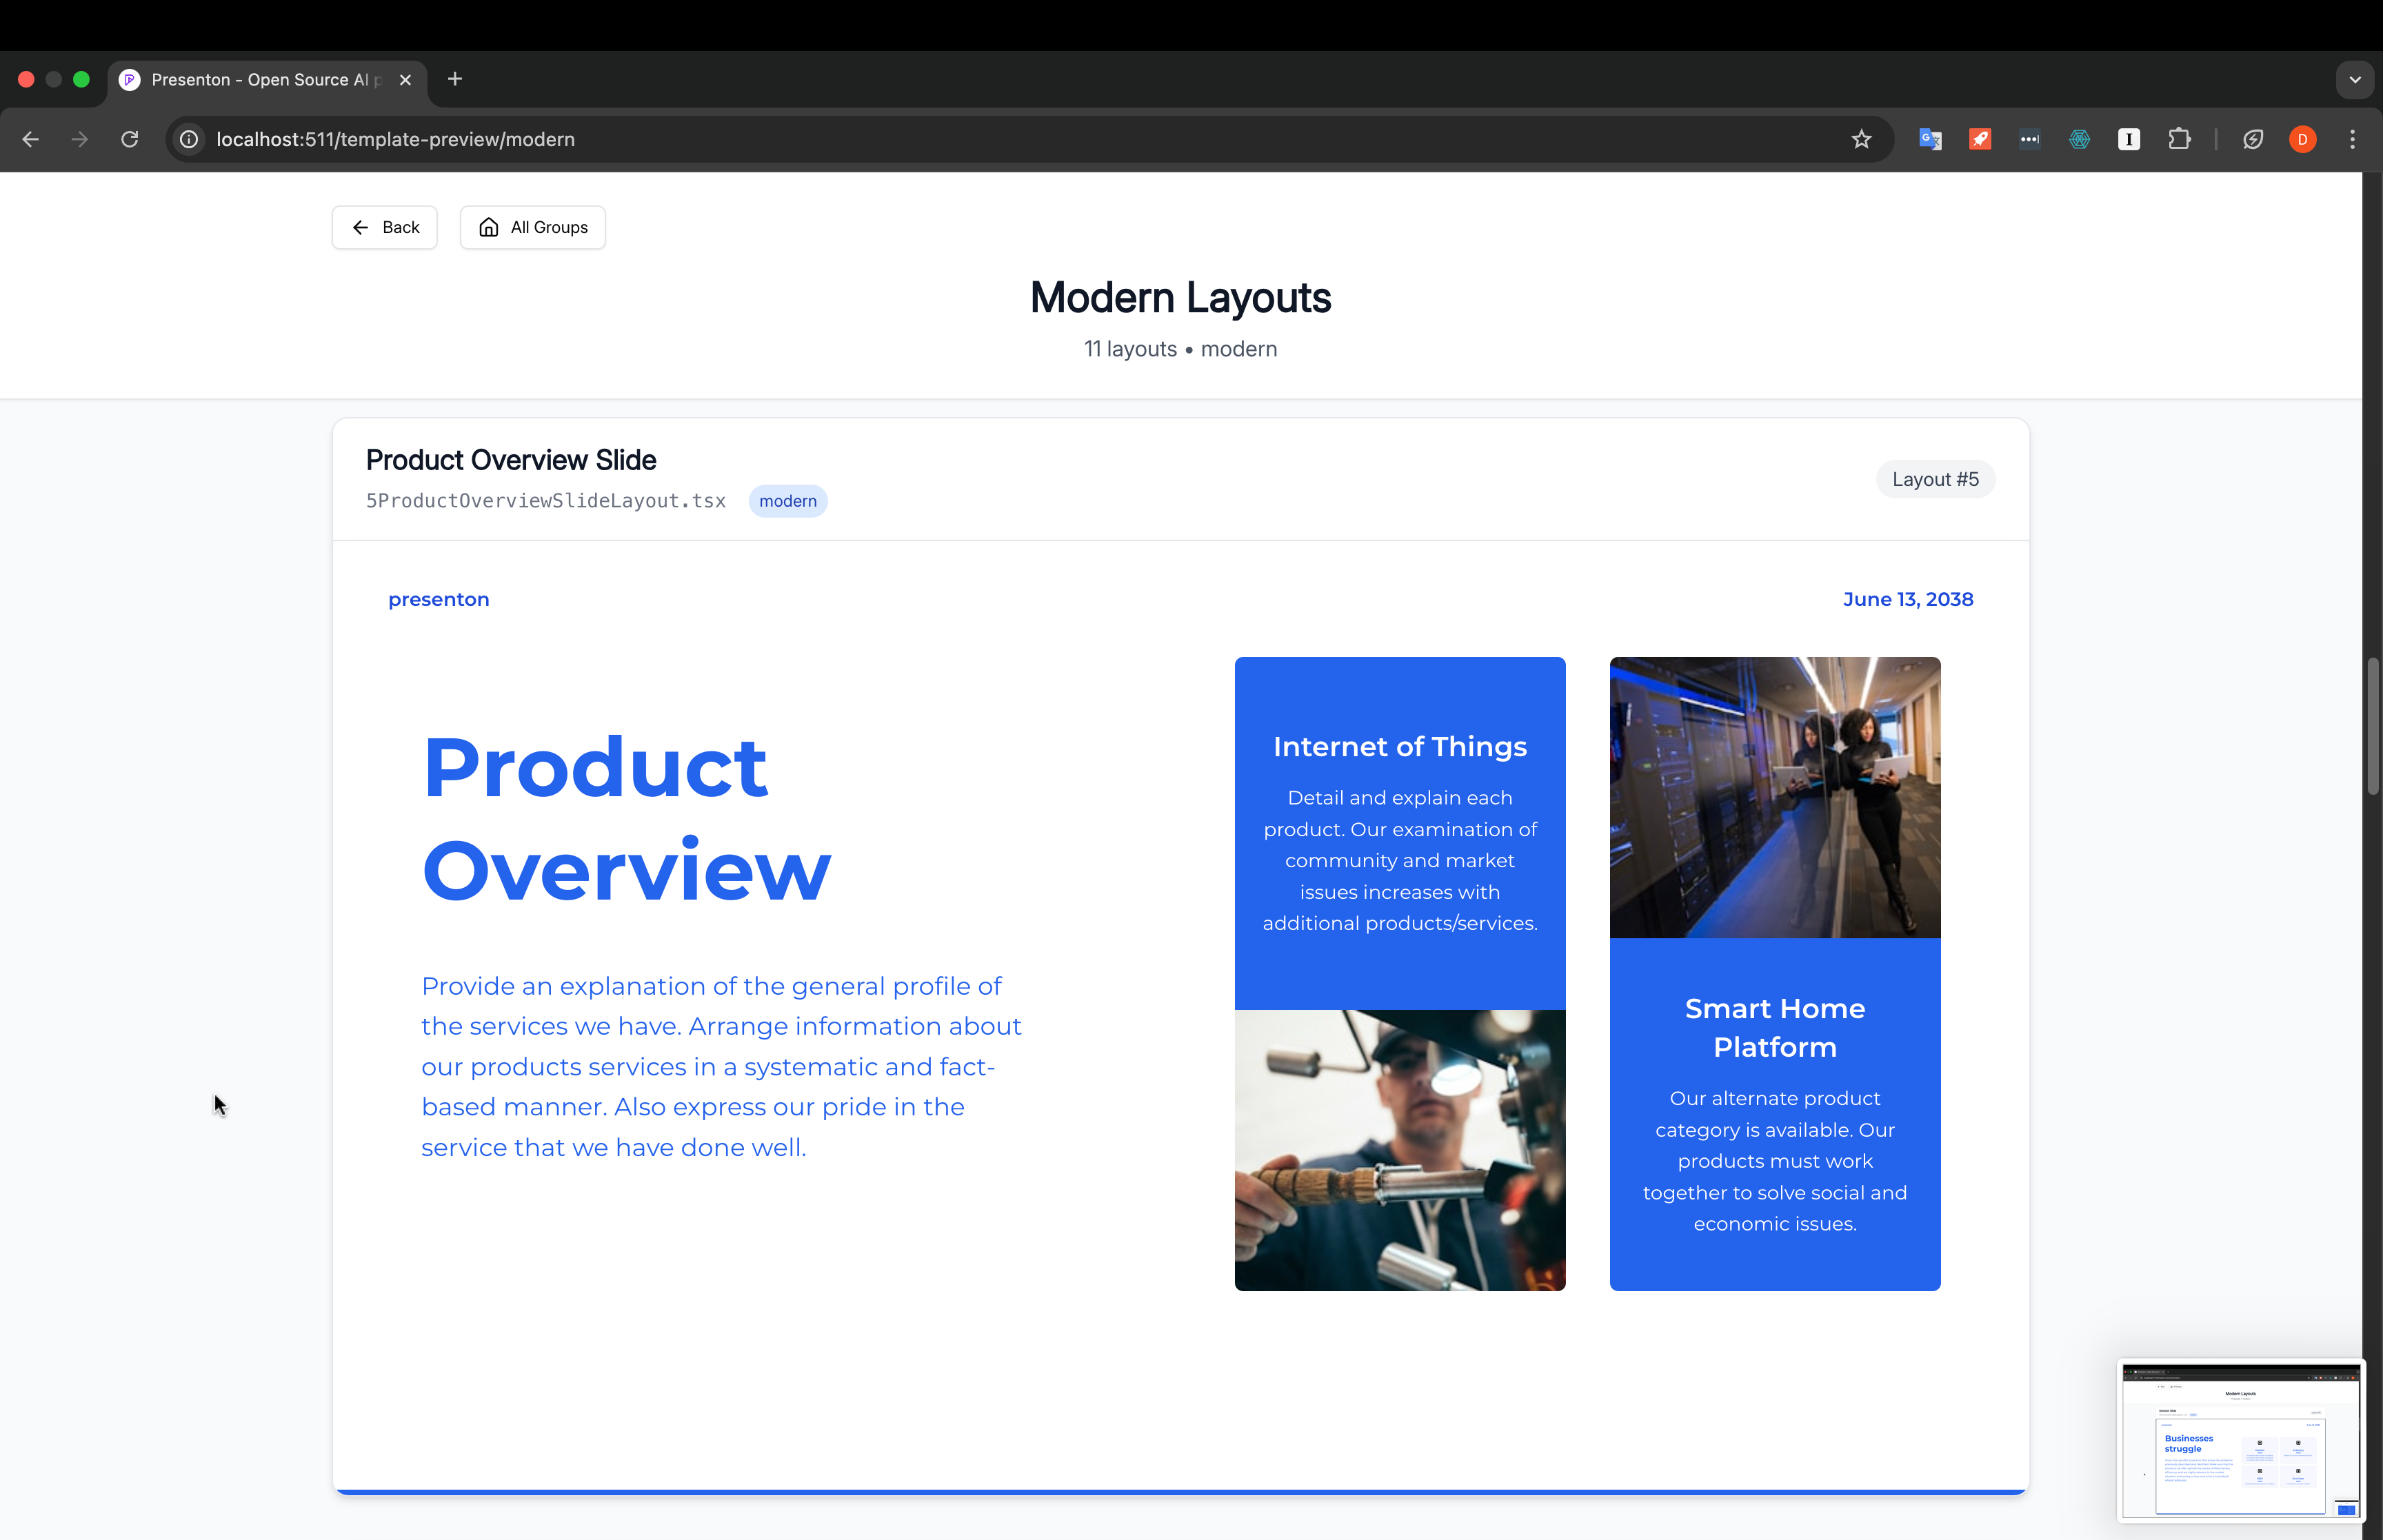 Presenton - Open Source AI p
localhost:511/template-preview/modern
D
Back
All Groups
Modern Layouts
11 layouts • modern
Product Overview Slide
5ProductOverviewSlideLayout.tsx
modern
Layout #5
presenton
June 13, 2038
Product
Overview
Provide an explanation of the general profile of
the services we have. Arrange information about
our products services in a systematic and fact-
based manner. Also express our pride in the
service that we have done well.
Internet of Things
Detail and explain each
product. Our examination of
community and market
issues increases with
additional products/services.
Smart Home
Platform
Our alternate product
category is available. Our
products must work
together to solve social and
economic issues.
Modern Layouts
Businesses
struggle